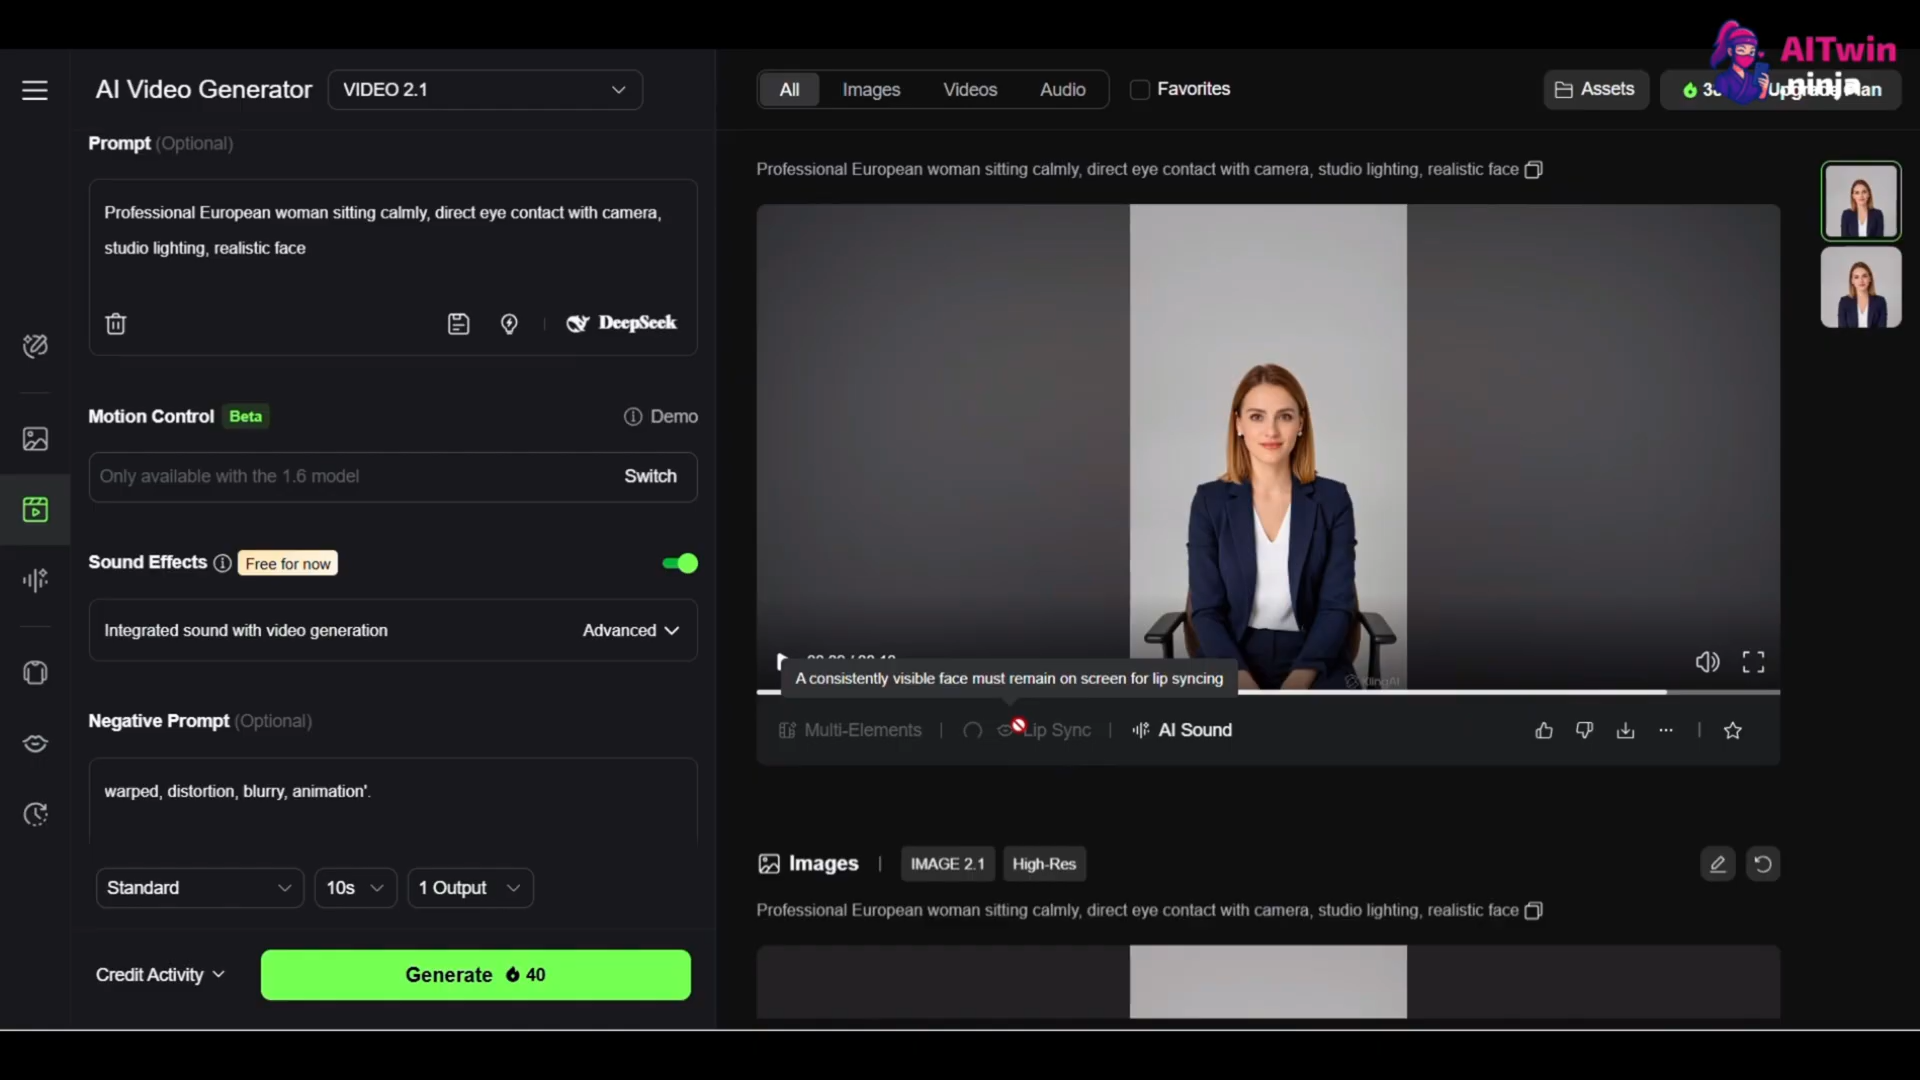 AI Video Generator
VIDEO 2.1
Prompt (Optional)
Professional European woman sitting calmly, direct eye contact with camera,
studio lighting, realistic face
DeepSeek
Motion Control Beta
Demo
Only available with the 1.6 model
Switch
Sound Effects
Free for now
Integrated sound with video generation
Advanced
Negative Prompt (Optional)
warped, distortion, blurry, animation'.
Standard
10s
1 Output
Credit Activity
Generate 40
All
Images
Videos
Audio
Favorites
Assets
AITwin
ninja
Professional European woman sitting calmly, direct eye contact with camera, studio lighting, realistic face
KlingAI
A consistently visible face must remain on screen for lip syncing
Multi-Elements
Lip Sync
AI Sound
Images
IMAGE 2.1
High-Res
Professional European woman sitting calmly, direct eye contact with camera, studio lighting, realistic face